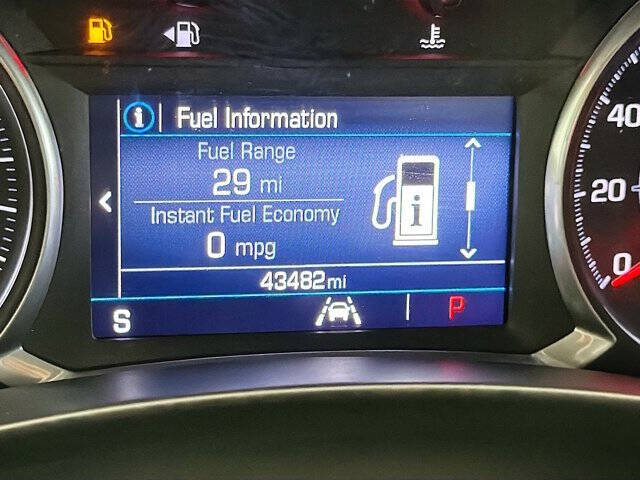 i Fuel Information
Fuel Range
29 mi
Instant Fuel Economy
0 mpg
i
43482mi
S P
40
20
0